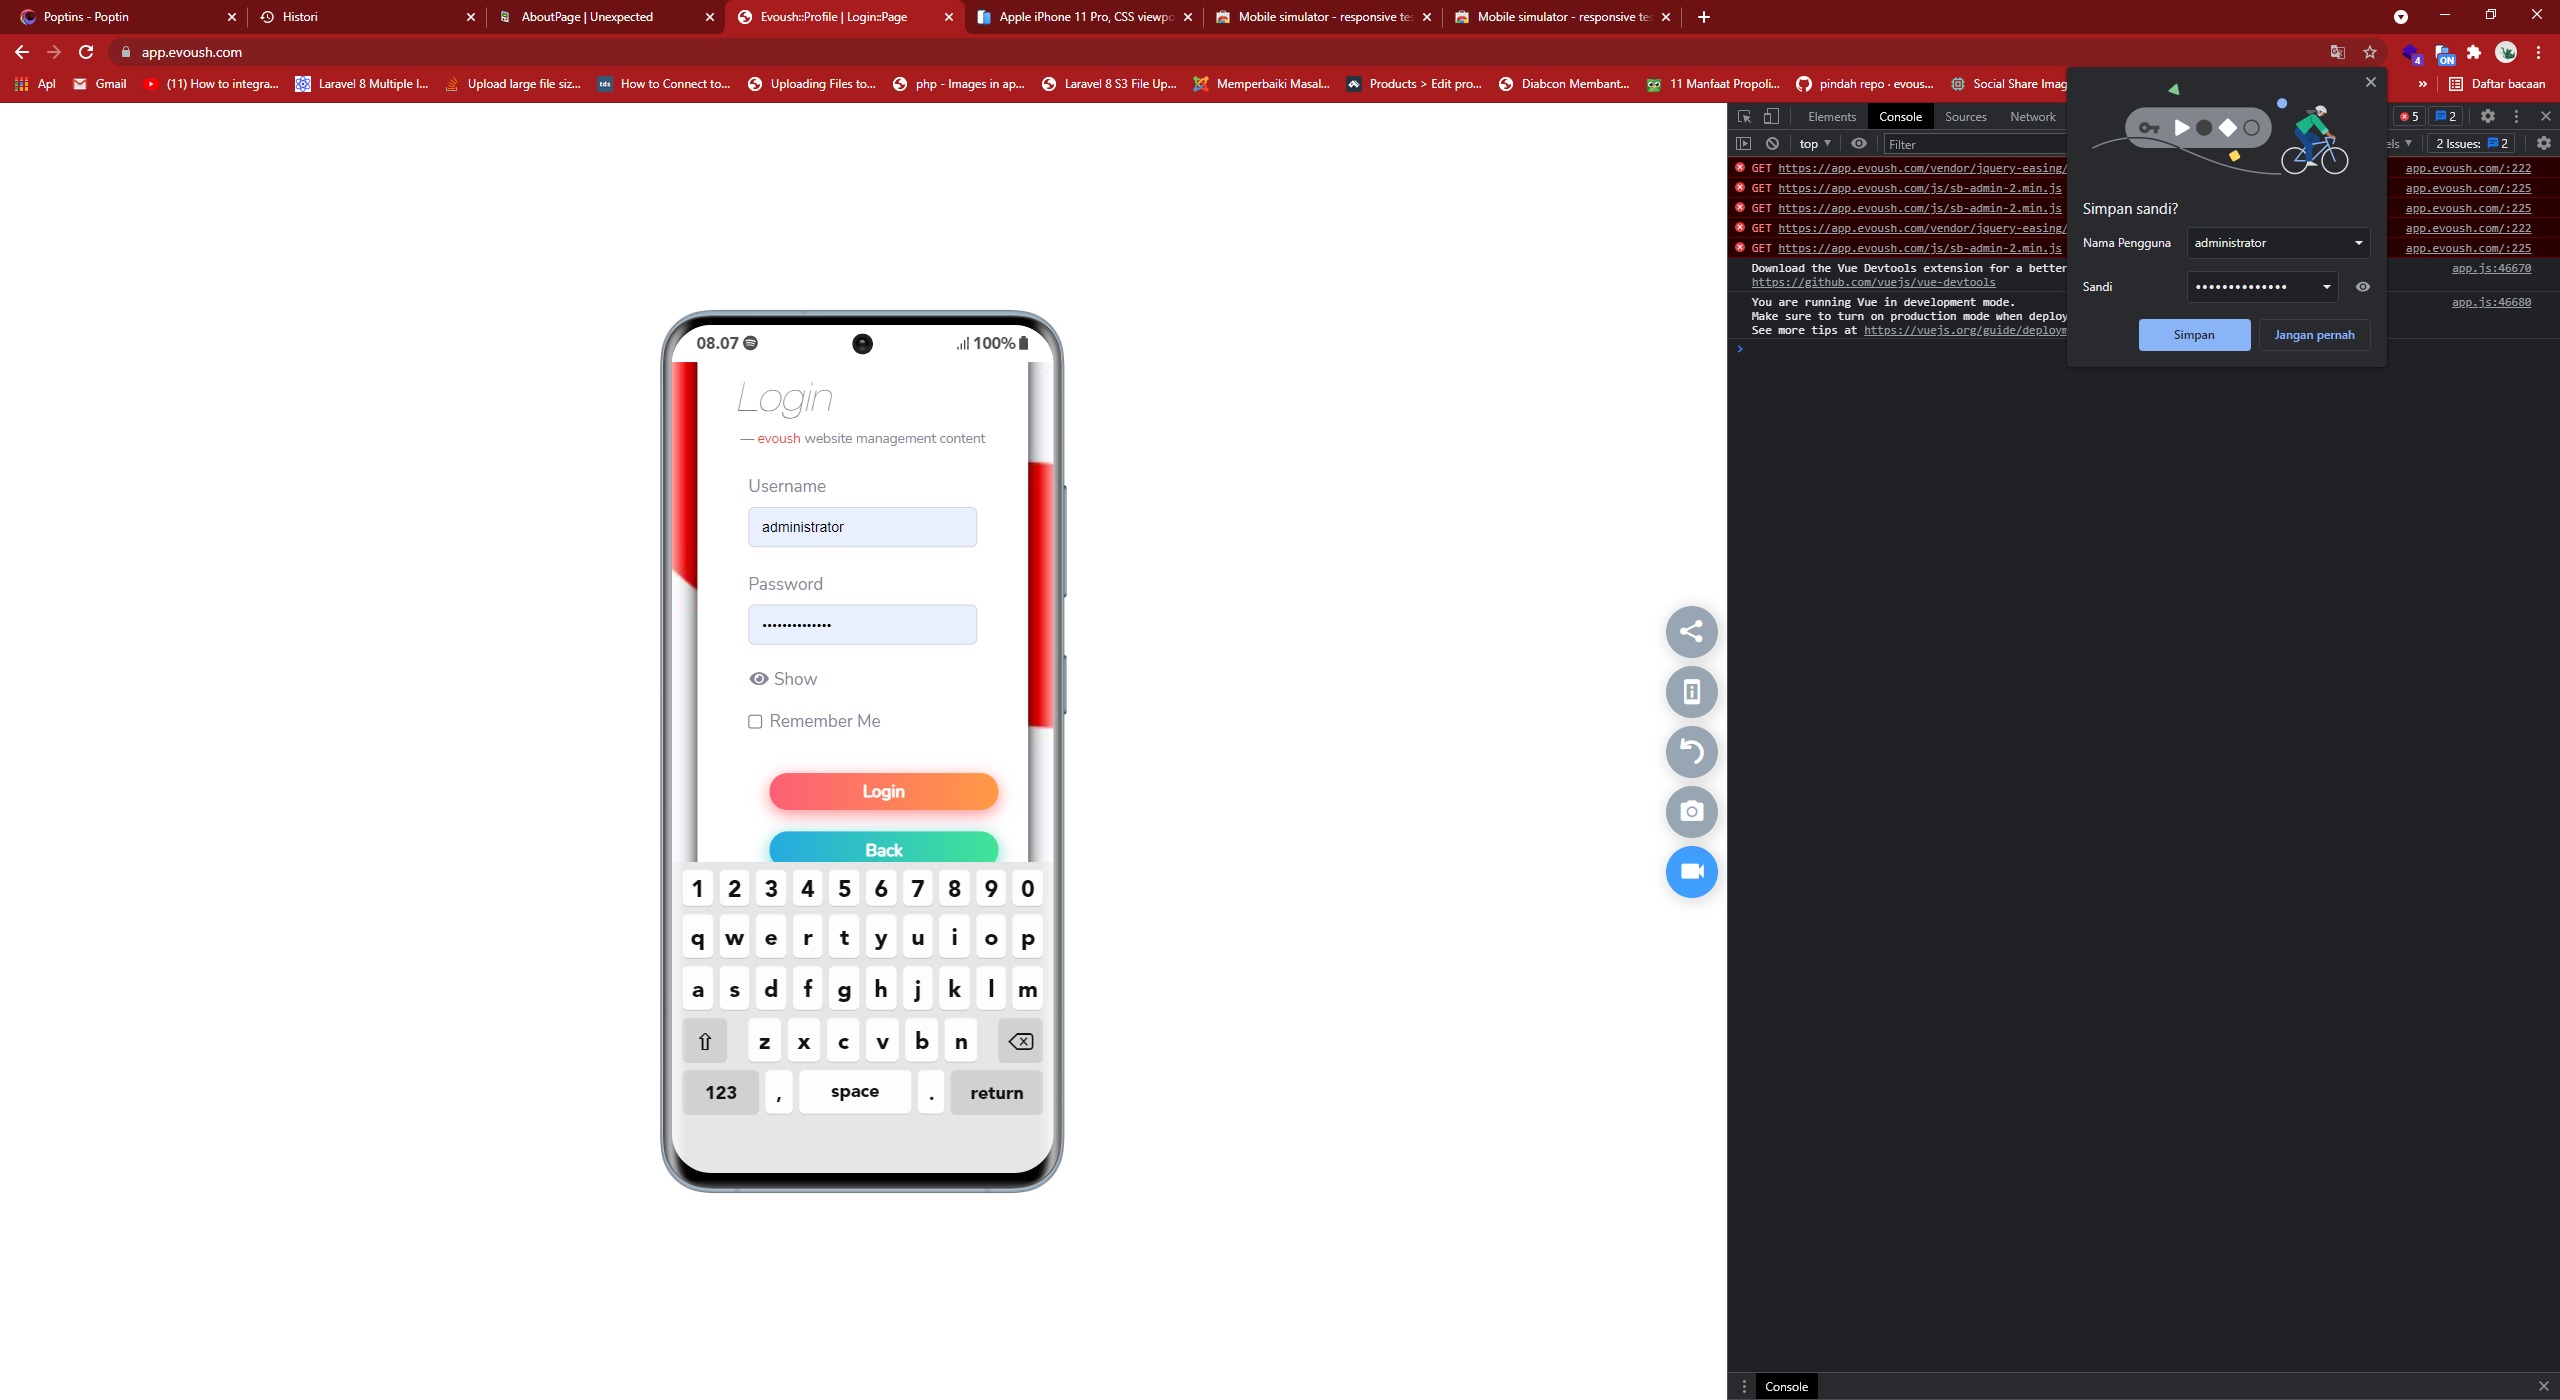 Poptins - Poptin
Histori
AboutPage | Unexpected
Evoush::Profile | Login::Page
Apple iPhone 11 Pro, CSS viewpo
Mobile simulator - responsive te
Mobile simulator - responsive te
app.evoush.com
Apl
Gmail
(11) How to integra...
Laravel 8 Multiple I...
Upload large file siz...
tds
How to Connect to...
Uploading Files to...
php - Images in ap...
Laravel 8 S3 File Up...
Memperbaiki Masal...
Products > Edit pro...
Diabcon Membant...
11 Manfaat Propoli...
pindah repo · evous...
Social Share Imag
»
Daftar bacaan
4
ON
Elements
Console
Sources
Network
5
2
top
Filter
els
2 Issues:
2
GET https://app.evoush.com/vendor/jquery-easing/
app.evoush.com/:222
GET https://app.evoush.com/js/sb-admin-2.min.js
app.evoush.com/:225
GET https://app.evoush.com/js/sb-admin-2.min.js
app.evoush.com/:225
GET https://app.evoush.com/vendor/jquery-easing/
app.evoush.com/:222
GET https://app.evoush.com/js/sb-admin-2.min.js
app.evoush.com/:225
Download the Vue Devtools extension for a better
app.js:46670
https://github.com/vuejs/vue-devtools
You are running Vue in development mode.
app.js:46680
Make sure to turn on production mode when deploy
See more tips at https://vuejs.org/guide/deploym
Simpan sandi?
Nama Pengguna
administrator
Sandi
••••••••••••••
Simpan
Jangan pernah
08.07
100%
Login
— evoush website management content
Username
administrator
Password
••••••••••••••
Show
Remember Me
Login
Back
1 2 3 4 5 6 7 8 9 0
q w e r t y u i o p
a s d f g h j k l m
z x c v b n
123 , space . return
Console